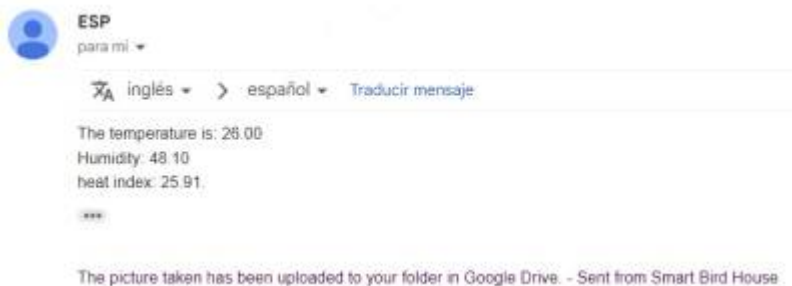 ESP
para mí
inglés > español Traducir mensaje
The temperature is: 26.00
Humidity: 48.10
heat index: 25.91.
•••
The picture taken has been uploaded to your folder in Google Drive. - Sent from Smart Bird House .